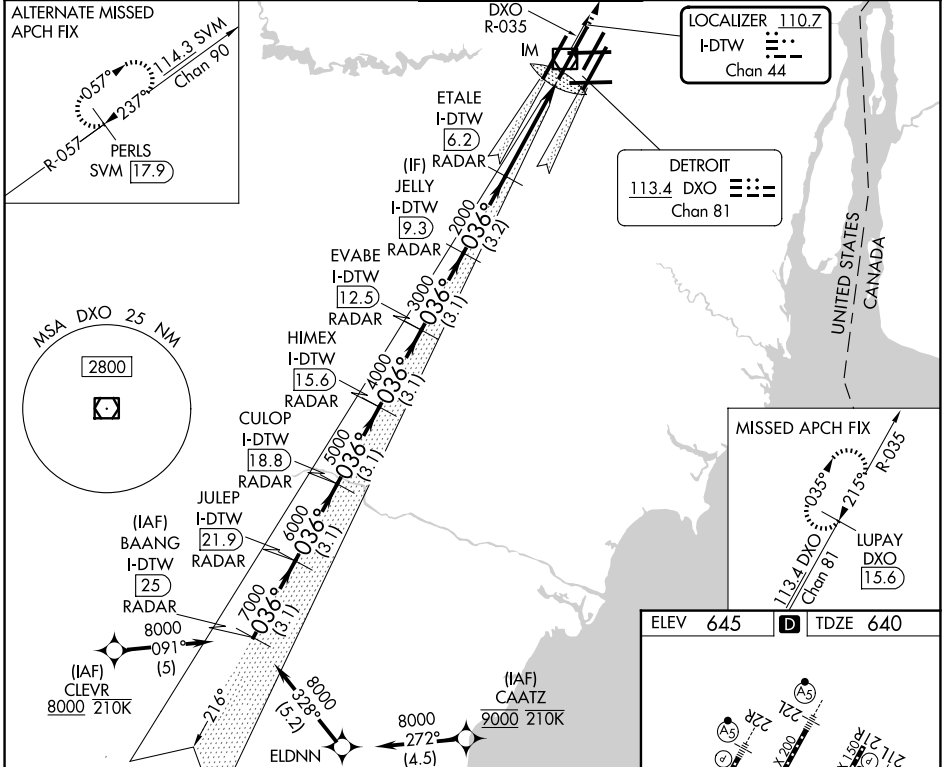 ALTERNATE MISSED
APCH FIX
057°
237°
114.3 SVM
Chan 90
R-057
PERLS
SVM 17.9
DXO
R-035
IM
LOCALIZER 110.7
I-DTW
Chan 44
DETROIT
113.4 DXO
Chan 81
ETALE
I-DTW
6.2
RADAR
(IF)
JELLY
I-DTW
9.3
RADAR
2000
036°
(3.2)
EVABE
I-DTW
12.5
RADAR
3000
036°
(3.1)
HIMEX
I-DTW
15.6
RADAR
4000
036°
(3.1)
CULOP
I-DTW
18.8
RADAR
5000
036°
(3.1)
JULEP
I-DTW
21.9
RADAR
6000
036°
(3.1)
(IAF)
BAANG
I-DTW
25
RADAR
7000
036°
(3.1)
MSA DXO 25 NM
2800
8000
091°
(5)
(IAF)
CLEVR
8000 210K
216°
8000
328°
(5.2)
ELDNN
8000
272°
(4.5)
(IAF)
CAATZ
9000 210K
UNITED STATES
CANADA
MISSED APCH FIX
035°
215°
R-035
113.4 DXO
Chan 81
LUPAY
DXO
15.6
ELEV 645 D TDZE 640
A5
22R
A5
22L
X 200
X 150
21R
21L